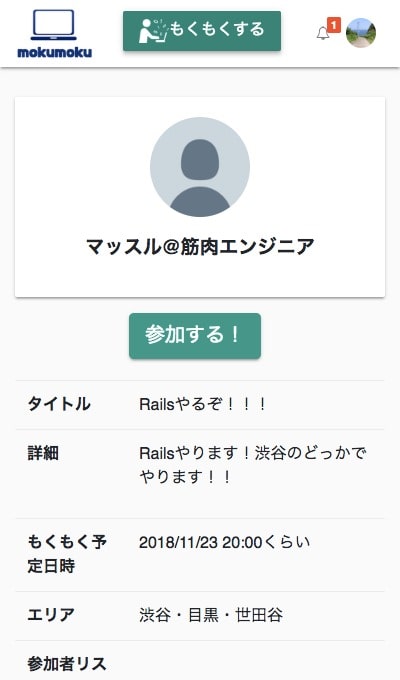 mokumoku
もくもくする
1
マッスル@筋肉エンジニア
参加する！
タイトル
Railsやるぞ！！！
詳細
Railsやります！渋谷のどっかで
やります！！
もくもく予
定日時
2018/11/23 20:00くらい
エリア
渋谷・目黒・世田谷
参加者リス